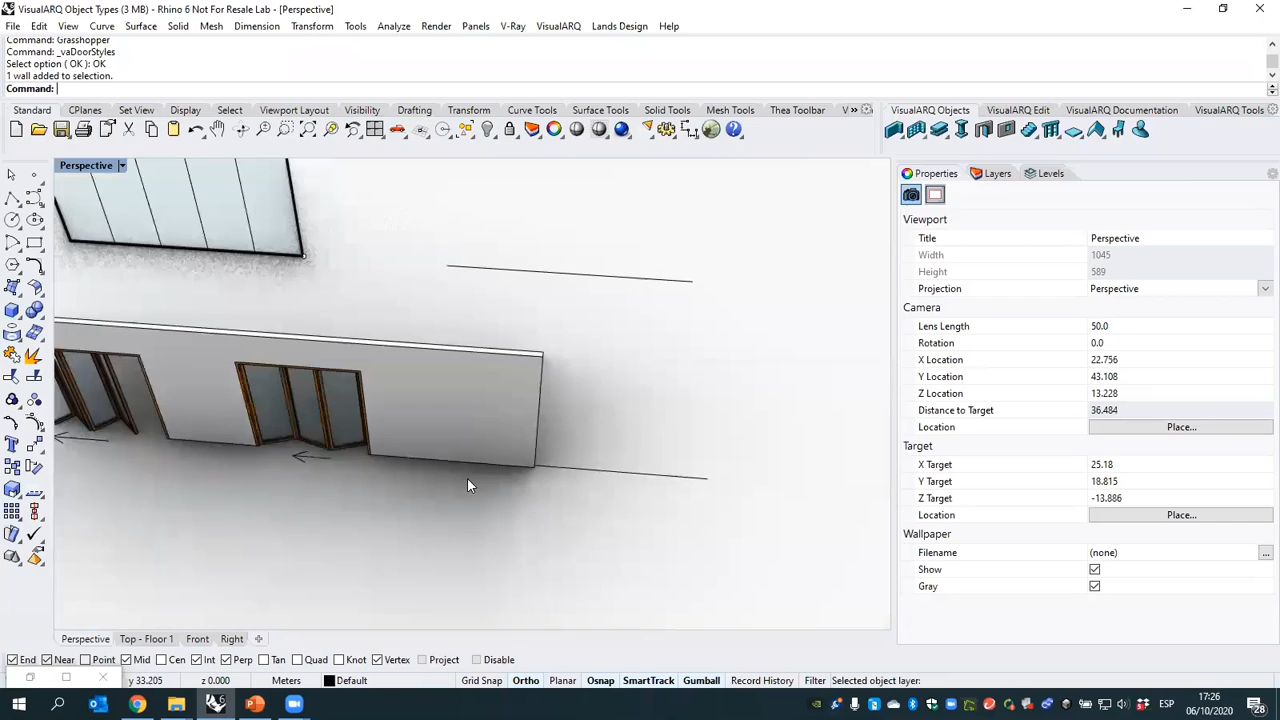 VisualARQ Object Types (3 MB) - Rhino 6 Not For Resale Lab - [Perspective]
File Edit View Curve Surface Solid Mesh Dimension Transform Tools Analyze Render Panels V-Ray VisualARQ Lands Design Help
Command: Grasshopper
Command: _vaDoorStyles
Select option ( OK ): OK
1 wall added to selection.
Command:
Standard CPlanes Set View Display Select Viewport Layout Visibility Drafting Transform Curve Tools Surface Tools Solid Tools Mesh Tools Thea Toolbar V »
VisualARQ Objects VisualARQ Edit VisualARQ Documentation VisualARQ Tools
Perspective
Properties Layers Levels
Viewport
Title Perspective
Width 1045
Height 589
Projection Perspective
Camera
Lens Length 50.0
Rotation 0.0
X Location 22.756
Y Location 43.108
Z Location 13.228
Distance to Target 36.484
Location Place...
Target
X Target 25.18
Y Target 18.815
Z Target -13.886
Location Place...
Wallpaper
Filename (none) ...
Show
Gray
Perspective Top - Floor 1 Front Right
End Near Point Mid Cen Int Perp Tan Quad Knot Vertex Project Disable
y 33.205 z 0.000 Meters Default Grid Snap Ortho Planar Osnap SmartTrack Gumball Record History Filter Selected object layer:
ESP
17:26
06/10/2020
28